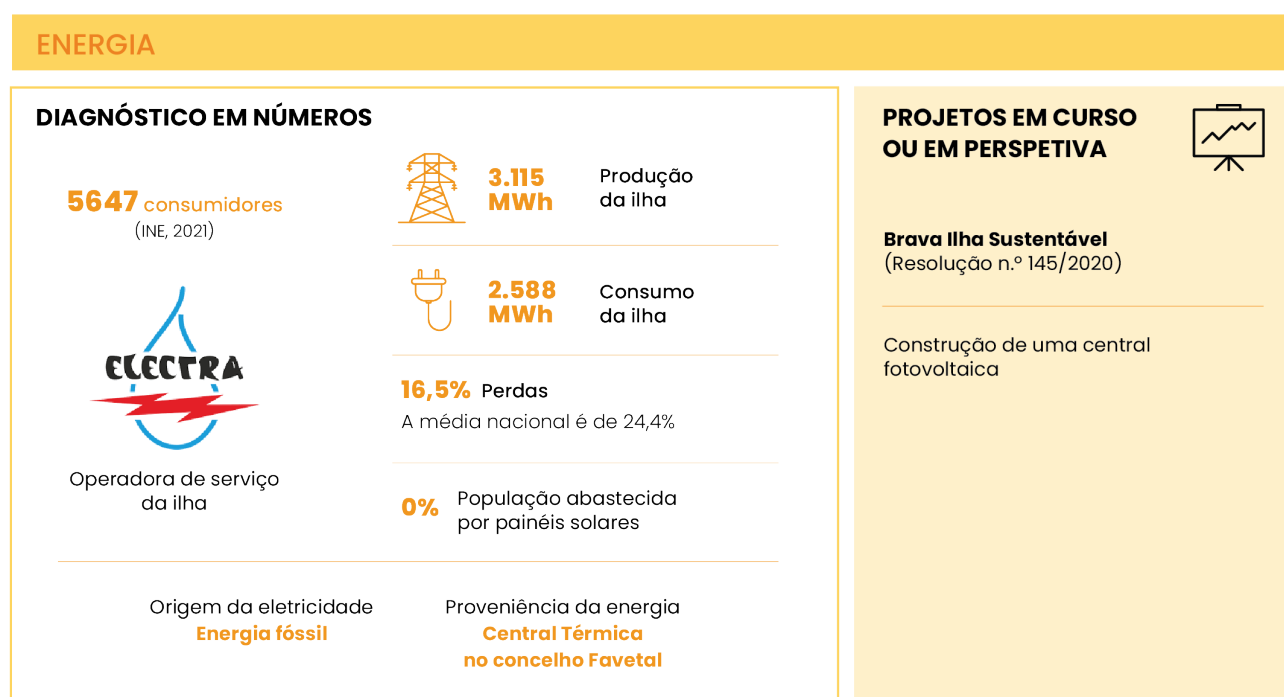 ENERGIA
DIAGNÓSTICO EM NÚMEROS
5647 consumidores
(INE, 2021)
ELECTRA
Operadora de serviço
da ilha
3.115
MWh
Produção
da ilha
2.588
MWh
Consumo
da ilha
16,5% Perdas
A média nacional é de 24,4%
0%
População abastecida
por painéis solares
Origem da eletricidade
Energia fóssil
Proveniência da energia
Central Térmica
no concelho Favetal
PROJETOS EM CURSO
OU EM PERSPETIVA
Brava Ilha Sustentável
(Resolução n.º 145/2020)
Construção de uma central
fotovoltaica